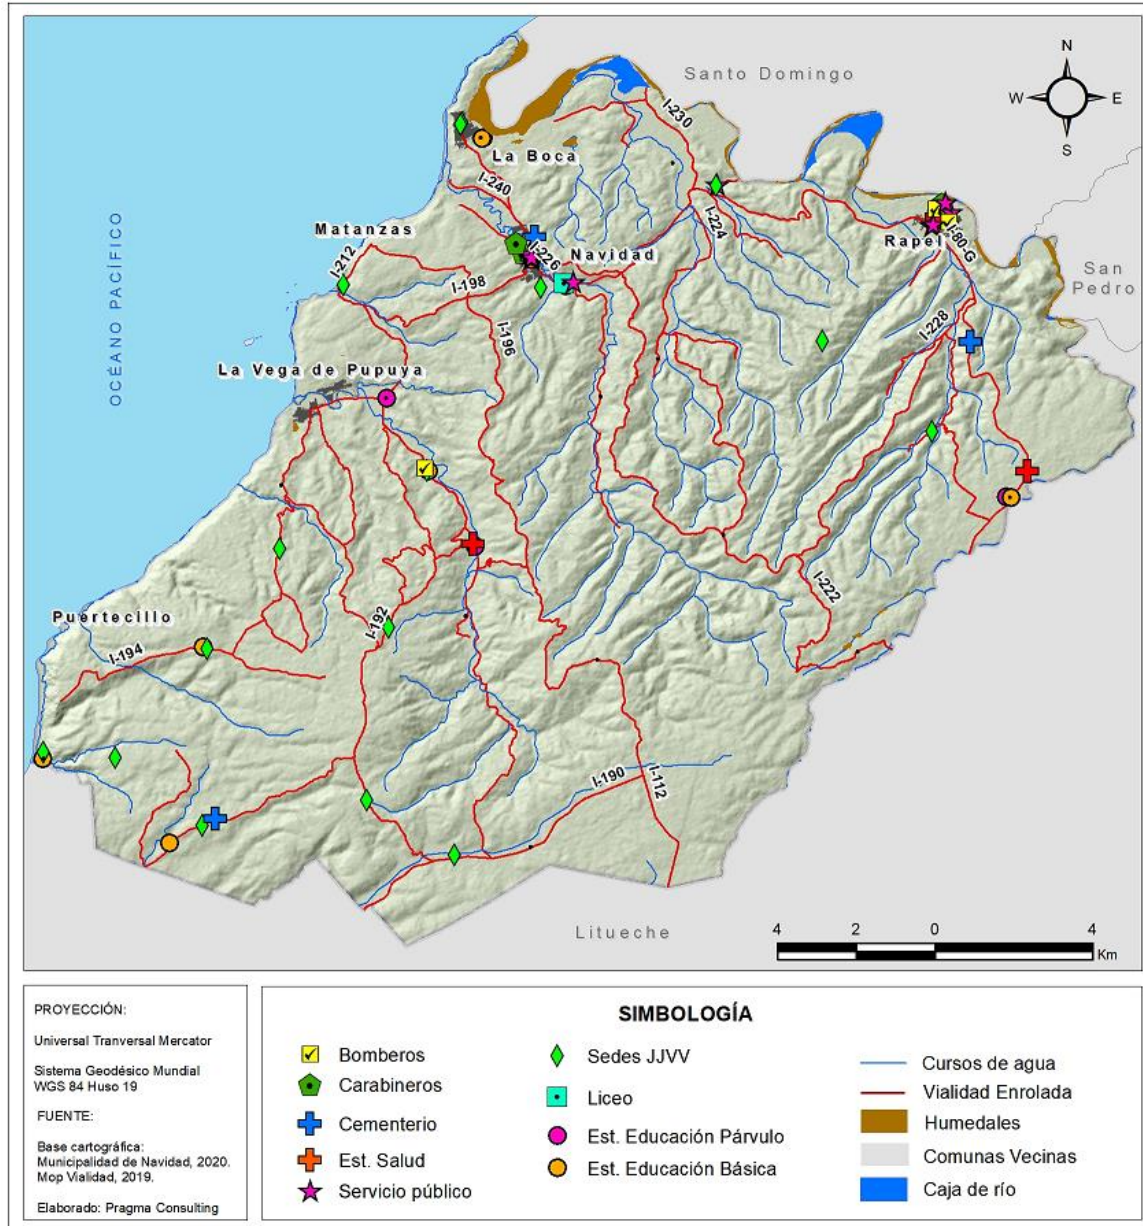 Santo Domingo
N
W
E
S
I-230
La Boca
I-240
I-224
OCÉANO PACÍFICO
Matanzas
I-226
Navidad
Rapel
I-80-G
San
Pedro
I-212
I-198
I-196
I-228
La Vega de Pupuya
I-222
Puertecillo
I-192
I-194
I-190
I-112
Litueche
4 2 0 4
Km
PROYECCIÓN:
Universal Tranversal Mercator
Sistema Geodésico Mundial
WGS 84 Huso 19
FUENTE:
Base cartográfica:
Municipalidad de Navidad, 2020.
Mop Vialidad, 2019.
Elaborado: Pragma Consulting
SIMBOLOGÍA
Bomberos
Carabineros
Cementerio
Est. Salud
Servicio público
Sedes JJVV
Liceo
Est. Educación Párvulo
Est. Educación Básica
Cursos de agua
Vialidad Enrolada
Humedales
Comunas Vecinas
Caja de río